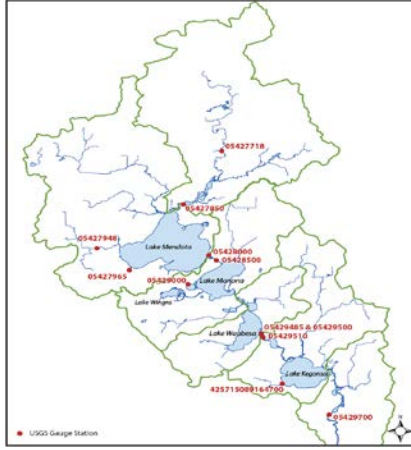 05427718
05427850
05427948
Lake Mendota
05428000
05428500
05427965
05429000
Lake Monona
Lake Wingra
05429485 & 05429500
Lake Waubesa
05429510
Lake Kegonsa
425715089164700
05429700
N
USGS Gauge Station